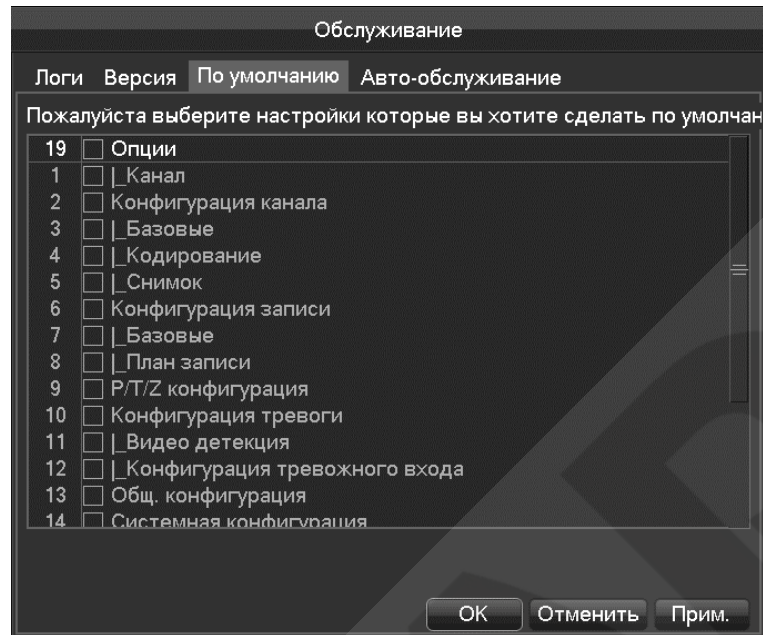 Обслуживание
Логи Версия По умолчанию Авто-обслуживание
Пожалуйста выберите настройки которые вы хотите сделать по умолчан
19 Опции
1 |_Канал
2 Конфигурация канала
3 |_Базовые
4 |_Кодирование
5 |_Снимок
6 Конфигурация записи
7 |_Базовые
8 |_План записи
9 P/T/Z конфигурация
10 Конфигурация тревоги
11 |_Видео детекция
12 |_Конфигурация тревожного входа
13 Общ. конфигурация
14 Системная конфигурация
OK Отменить Прим.